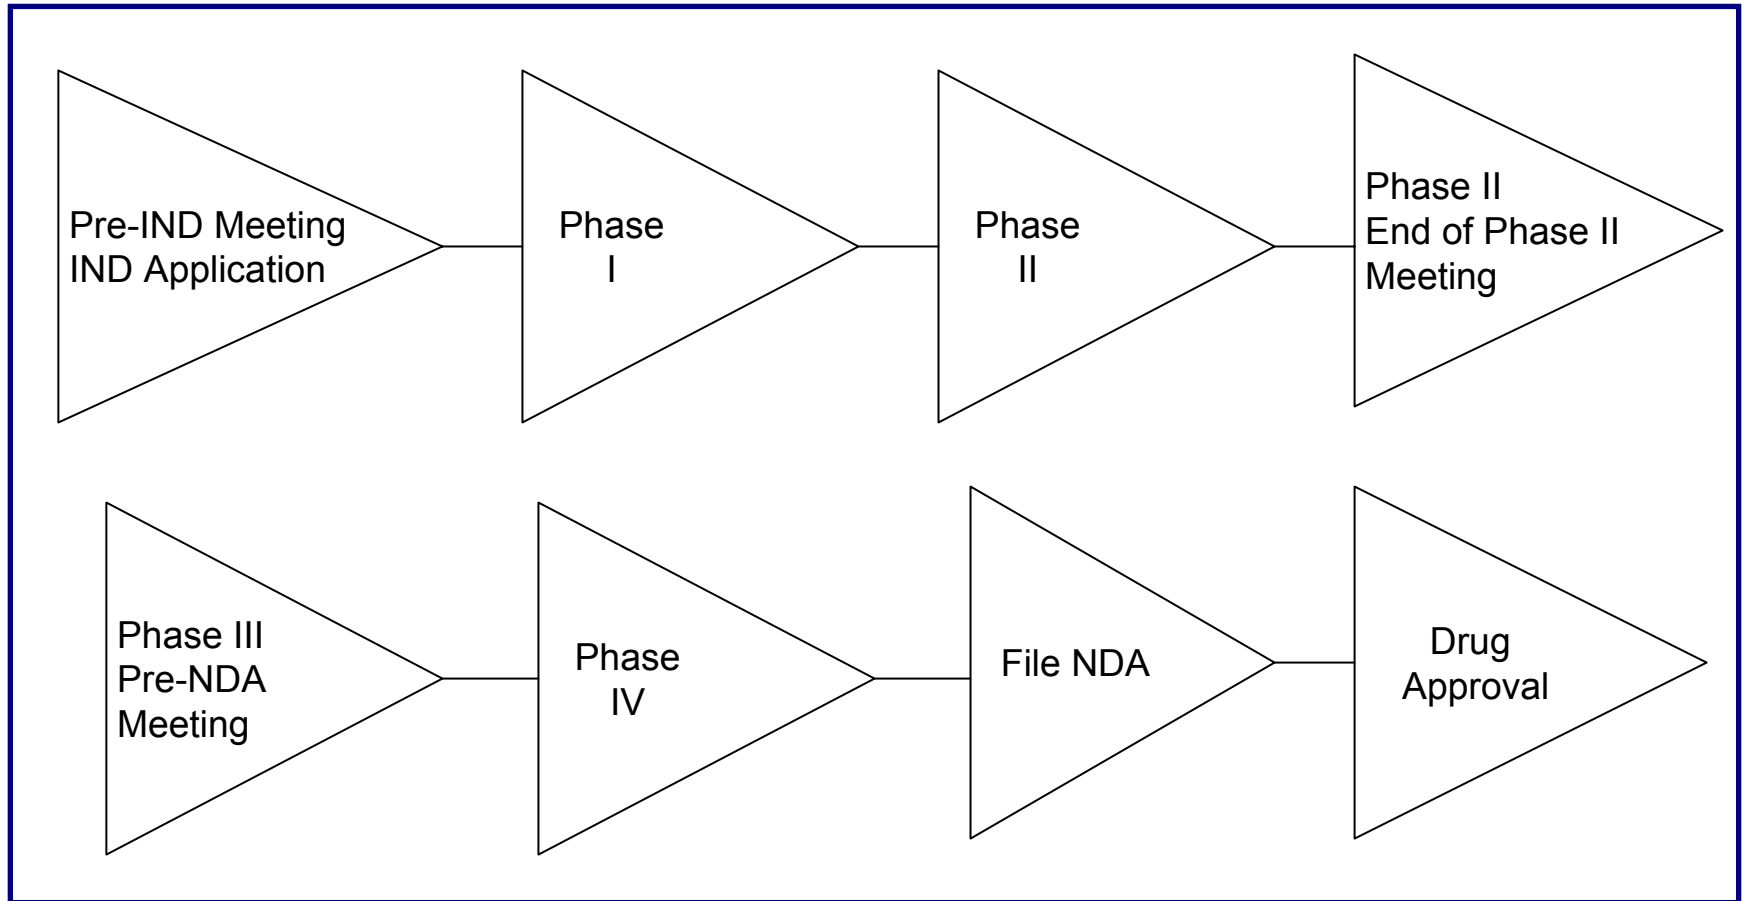 Pre-IND Meeting
IND Application
Phase
I
Phase
II
Phase II
End of Phase II
Meeting
Phase III
Pre-NDA
Meeting
Phase
IV
File NDA
Drug
Approval